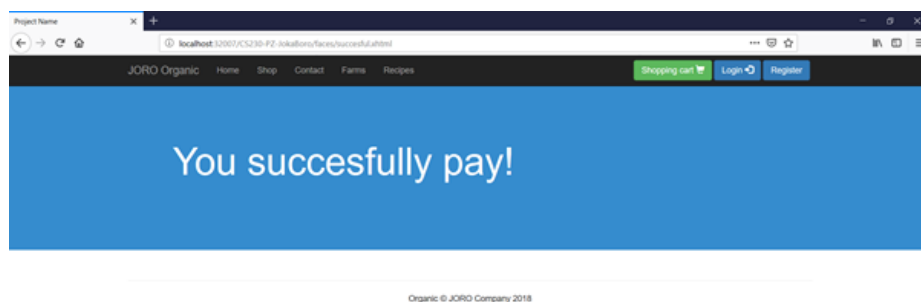 Project Name
localhost:32007/CS230-PZ-JokaBoro/faces/succesful.xhtml
JORO Organic Home Shop Contact Farms Recipes Shopping cart Login Register
You succesfully pay!
Organic © JORO Company 2018